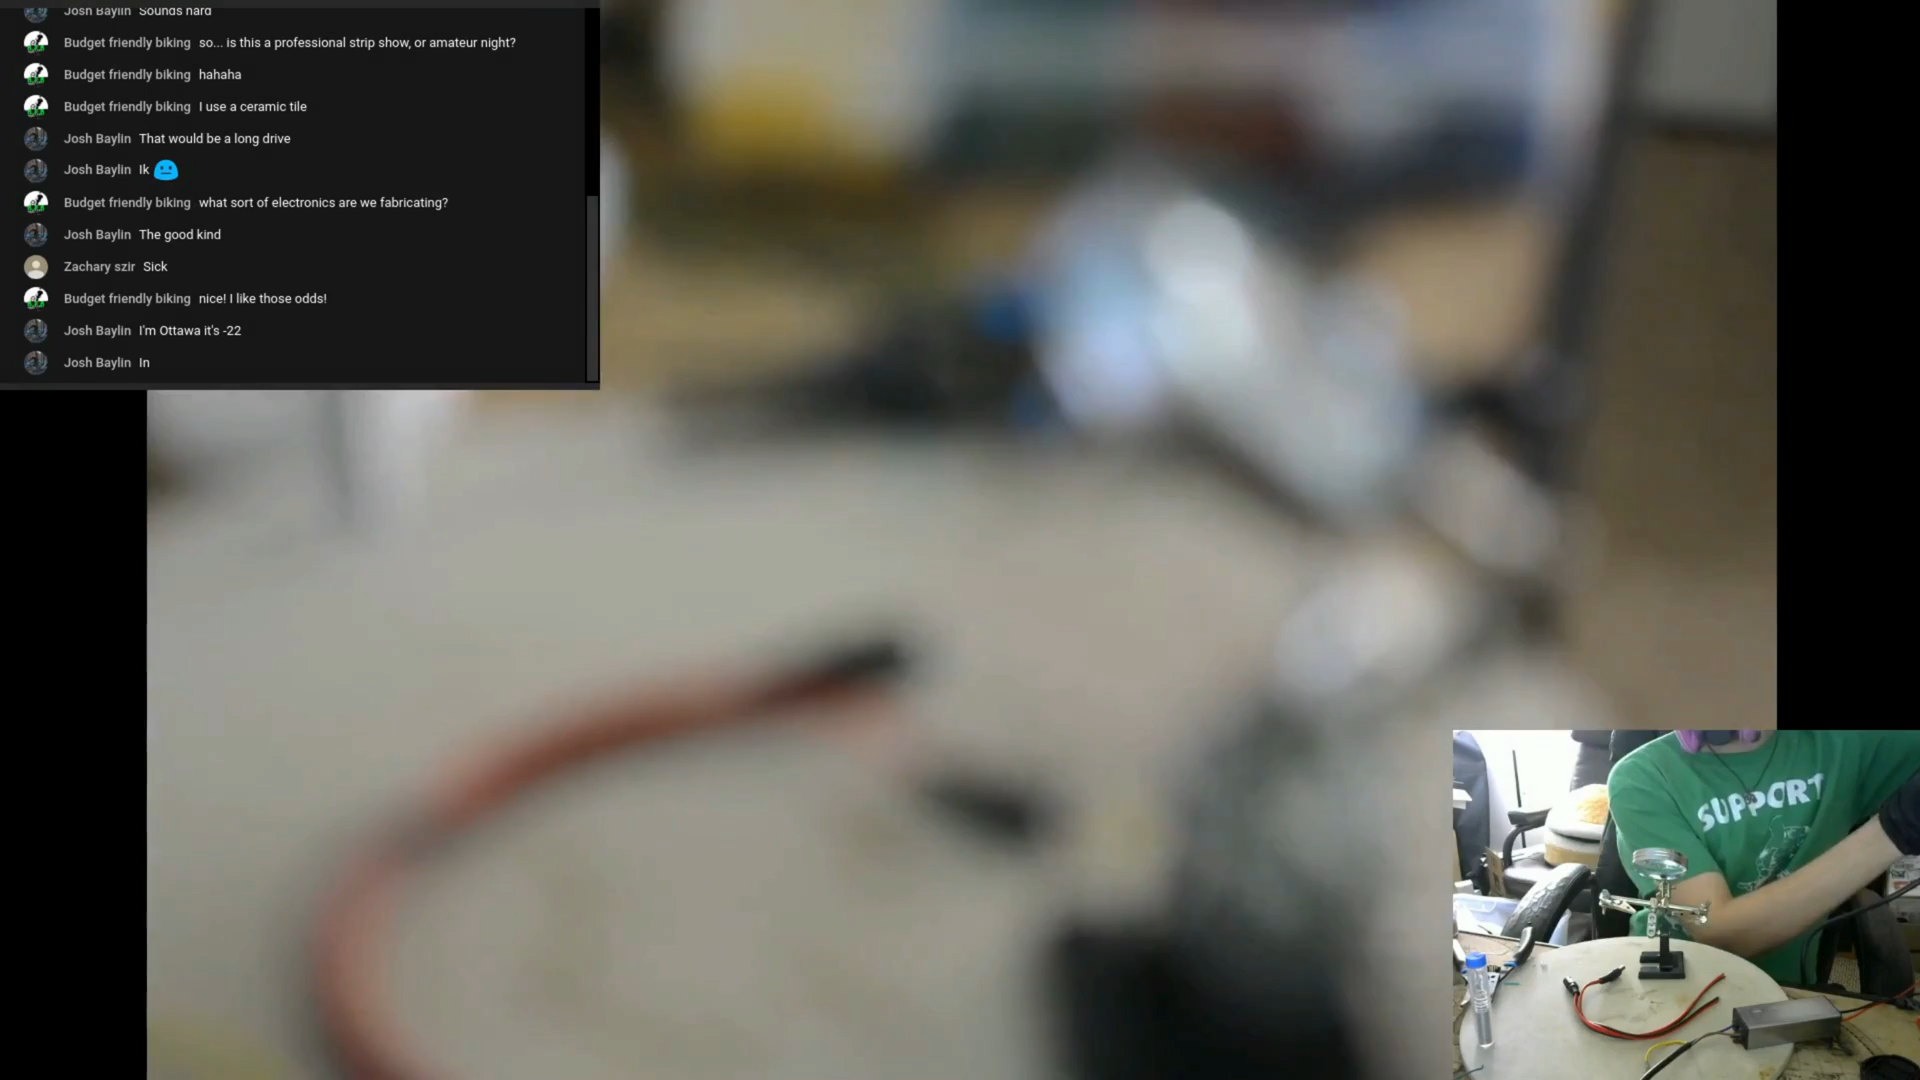 Josh Baylin Sounds hard
Budget friendly biking so... is this a professional strip show, or amateur night?
Budget friendly biking hahaha
Budget friendly biking I use a ceramic tile
Josh Baylin That would be a long drive
Josh Baylin Ik
Budget friendly biking what sort of electronics are we fabricating?
Josh Baylin The good kind
Zachary szir Sick
Budget friendly biking nice! I like those odds!
Josh Baylin I'm Ottawa it's -22
Josh Baylin In
SUPPORT